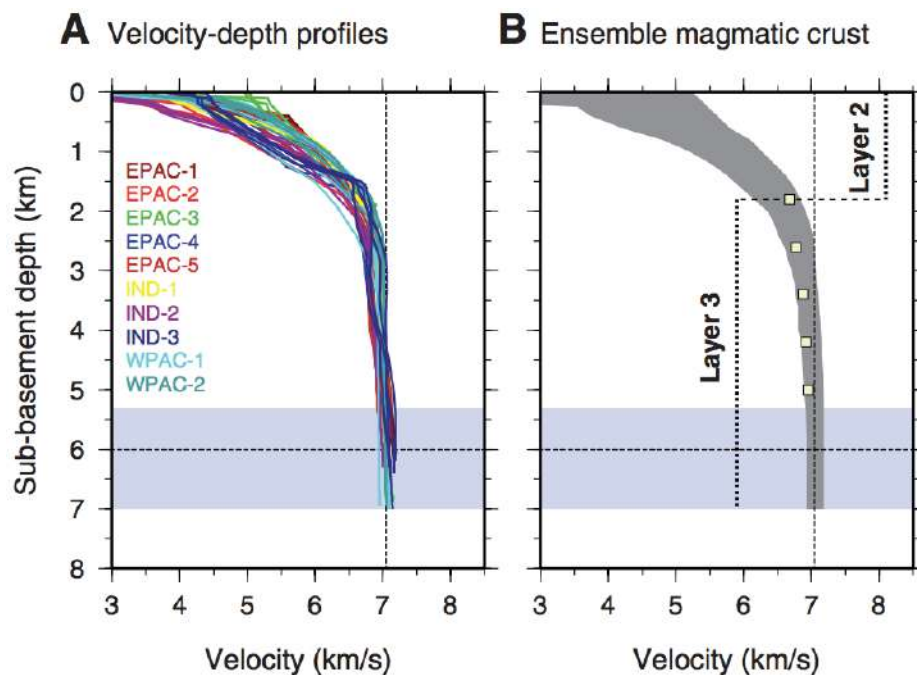 A Velocity-depth profiles
B Ensemble magmatic crust
Sub-basement depth (km)
0
1
2
3
4
5
6
7
8
EPAC-1
EPAC-2
EPAC-3
EPAC-4
EPAC-5
IND-1
IND-2
IND-3
WPAC-1
WPAC-2
3 4 5 6 7 8
Velocity (km/s)
Layer 2
Layer 3
3 4 5 6 7 8
Velocity (km/s)